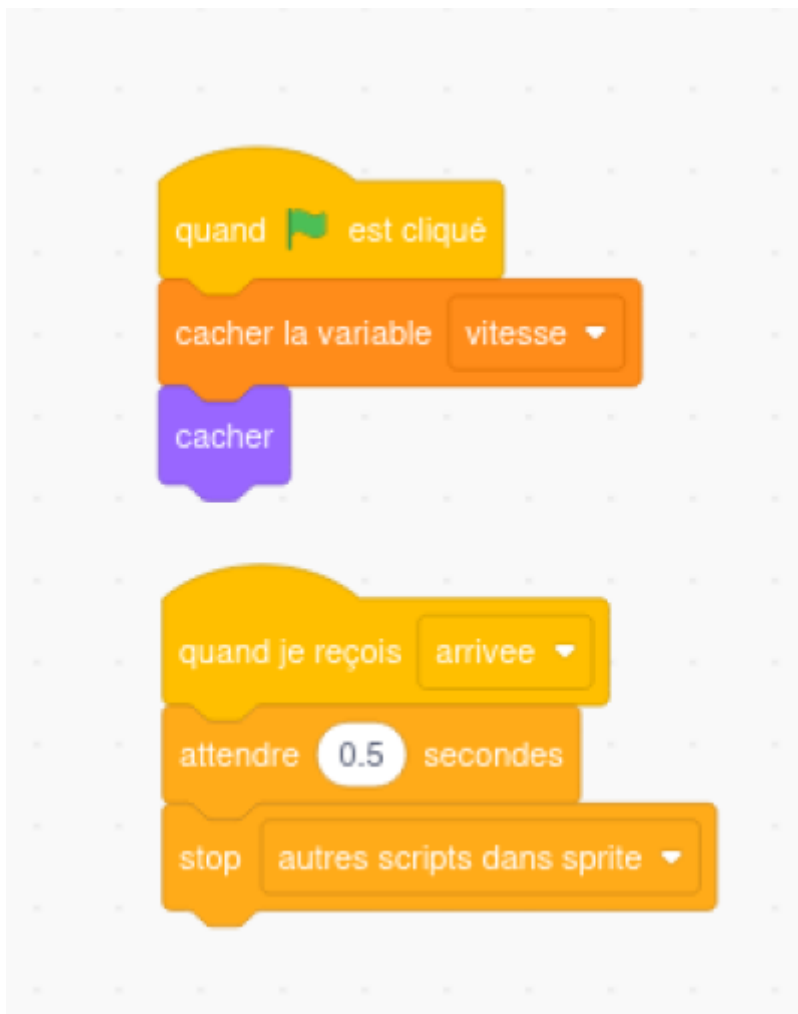 quand est cliqué
cacher la variable vitesse
cacher
quand je reçois arrivee
attendre 0.5 secondes
stop autres scripts dans sprite